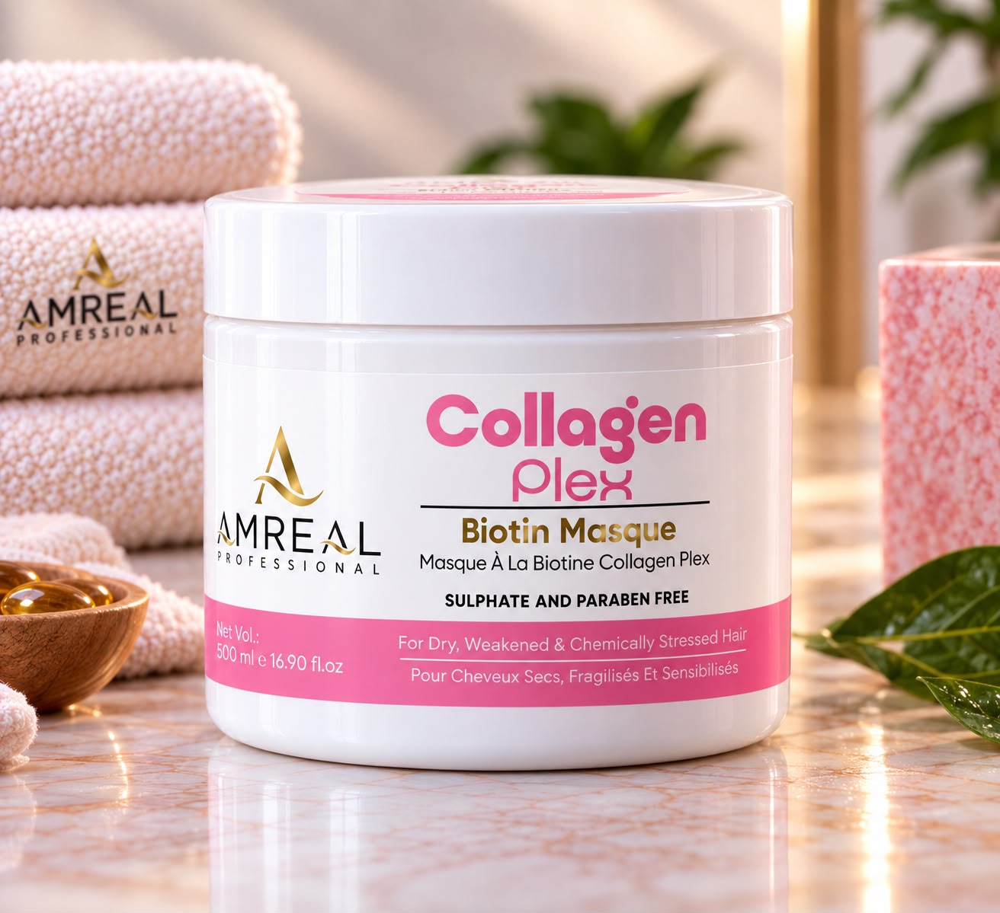 AMREAL
PROFESSIONAL
AMREAL
PROFESSIONAL
Collagen
Plex
Biotin Masque
Masque À La Biotine Collagen Plex
SULPHATE AND PARABEN FREE
Net Vol.:
500 ml e 16.90 fl.oz
For Dry, Weakened & Chemically Stressed Hair
Pour Cheveux Secs, Fragilisés Et Sensibilisés